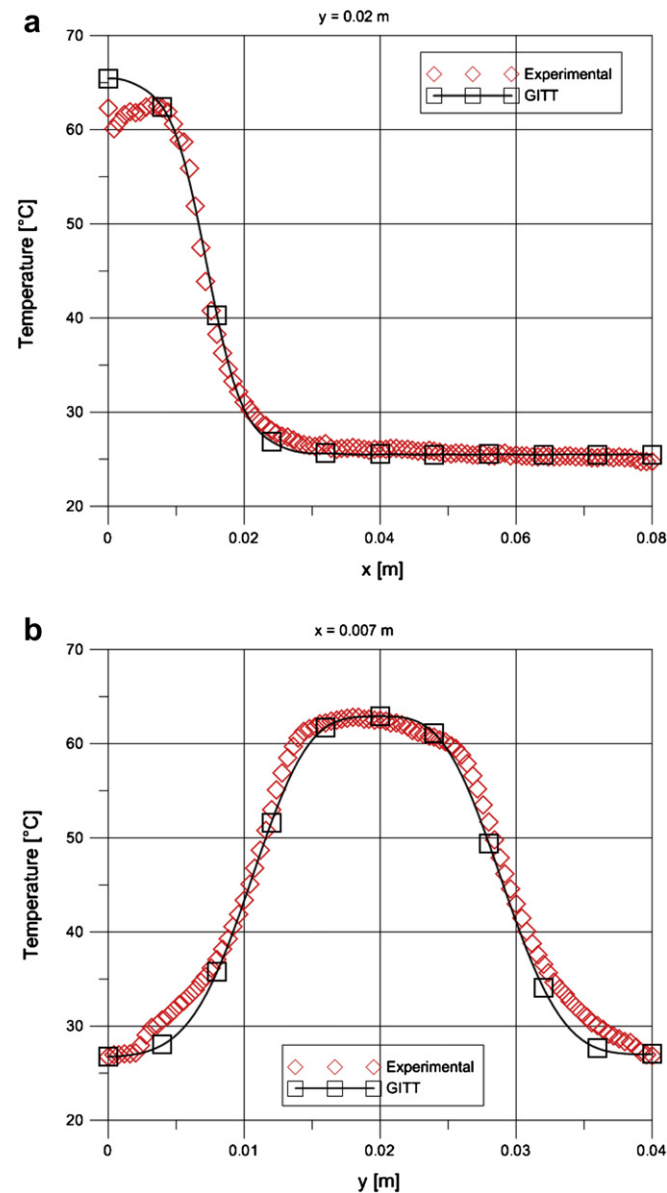 a
y = 0.02 m
70
60
50
40
30
20
Temperature [°C]
Experimental
GITT
0
0.02
0.04
0.06
0.08
x [m]
b
x = 0.007 m
70
60
50
40
30
20
Temperature [°C]
Experimental
GITT
0
0.01
0.02
0.03
0.04
y [m]